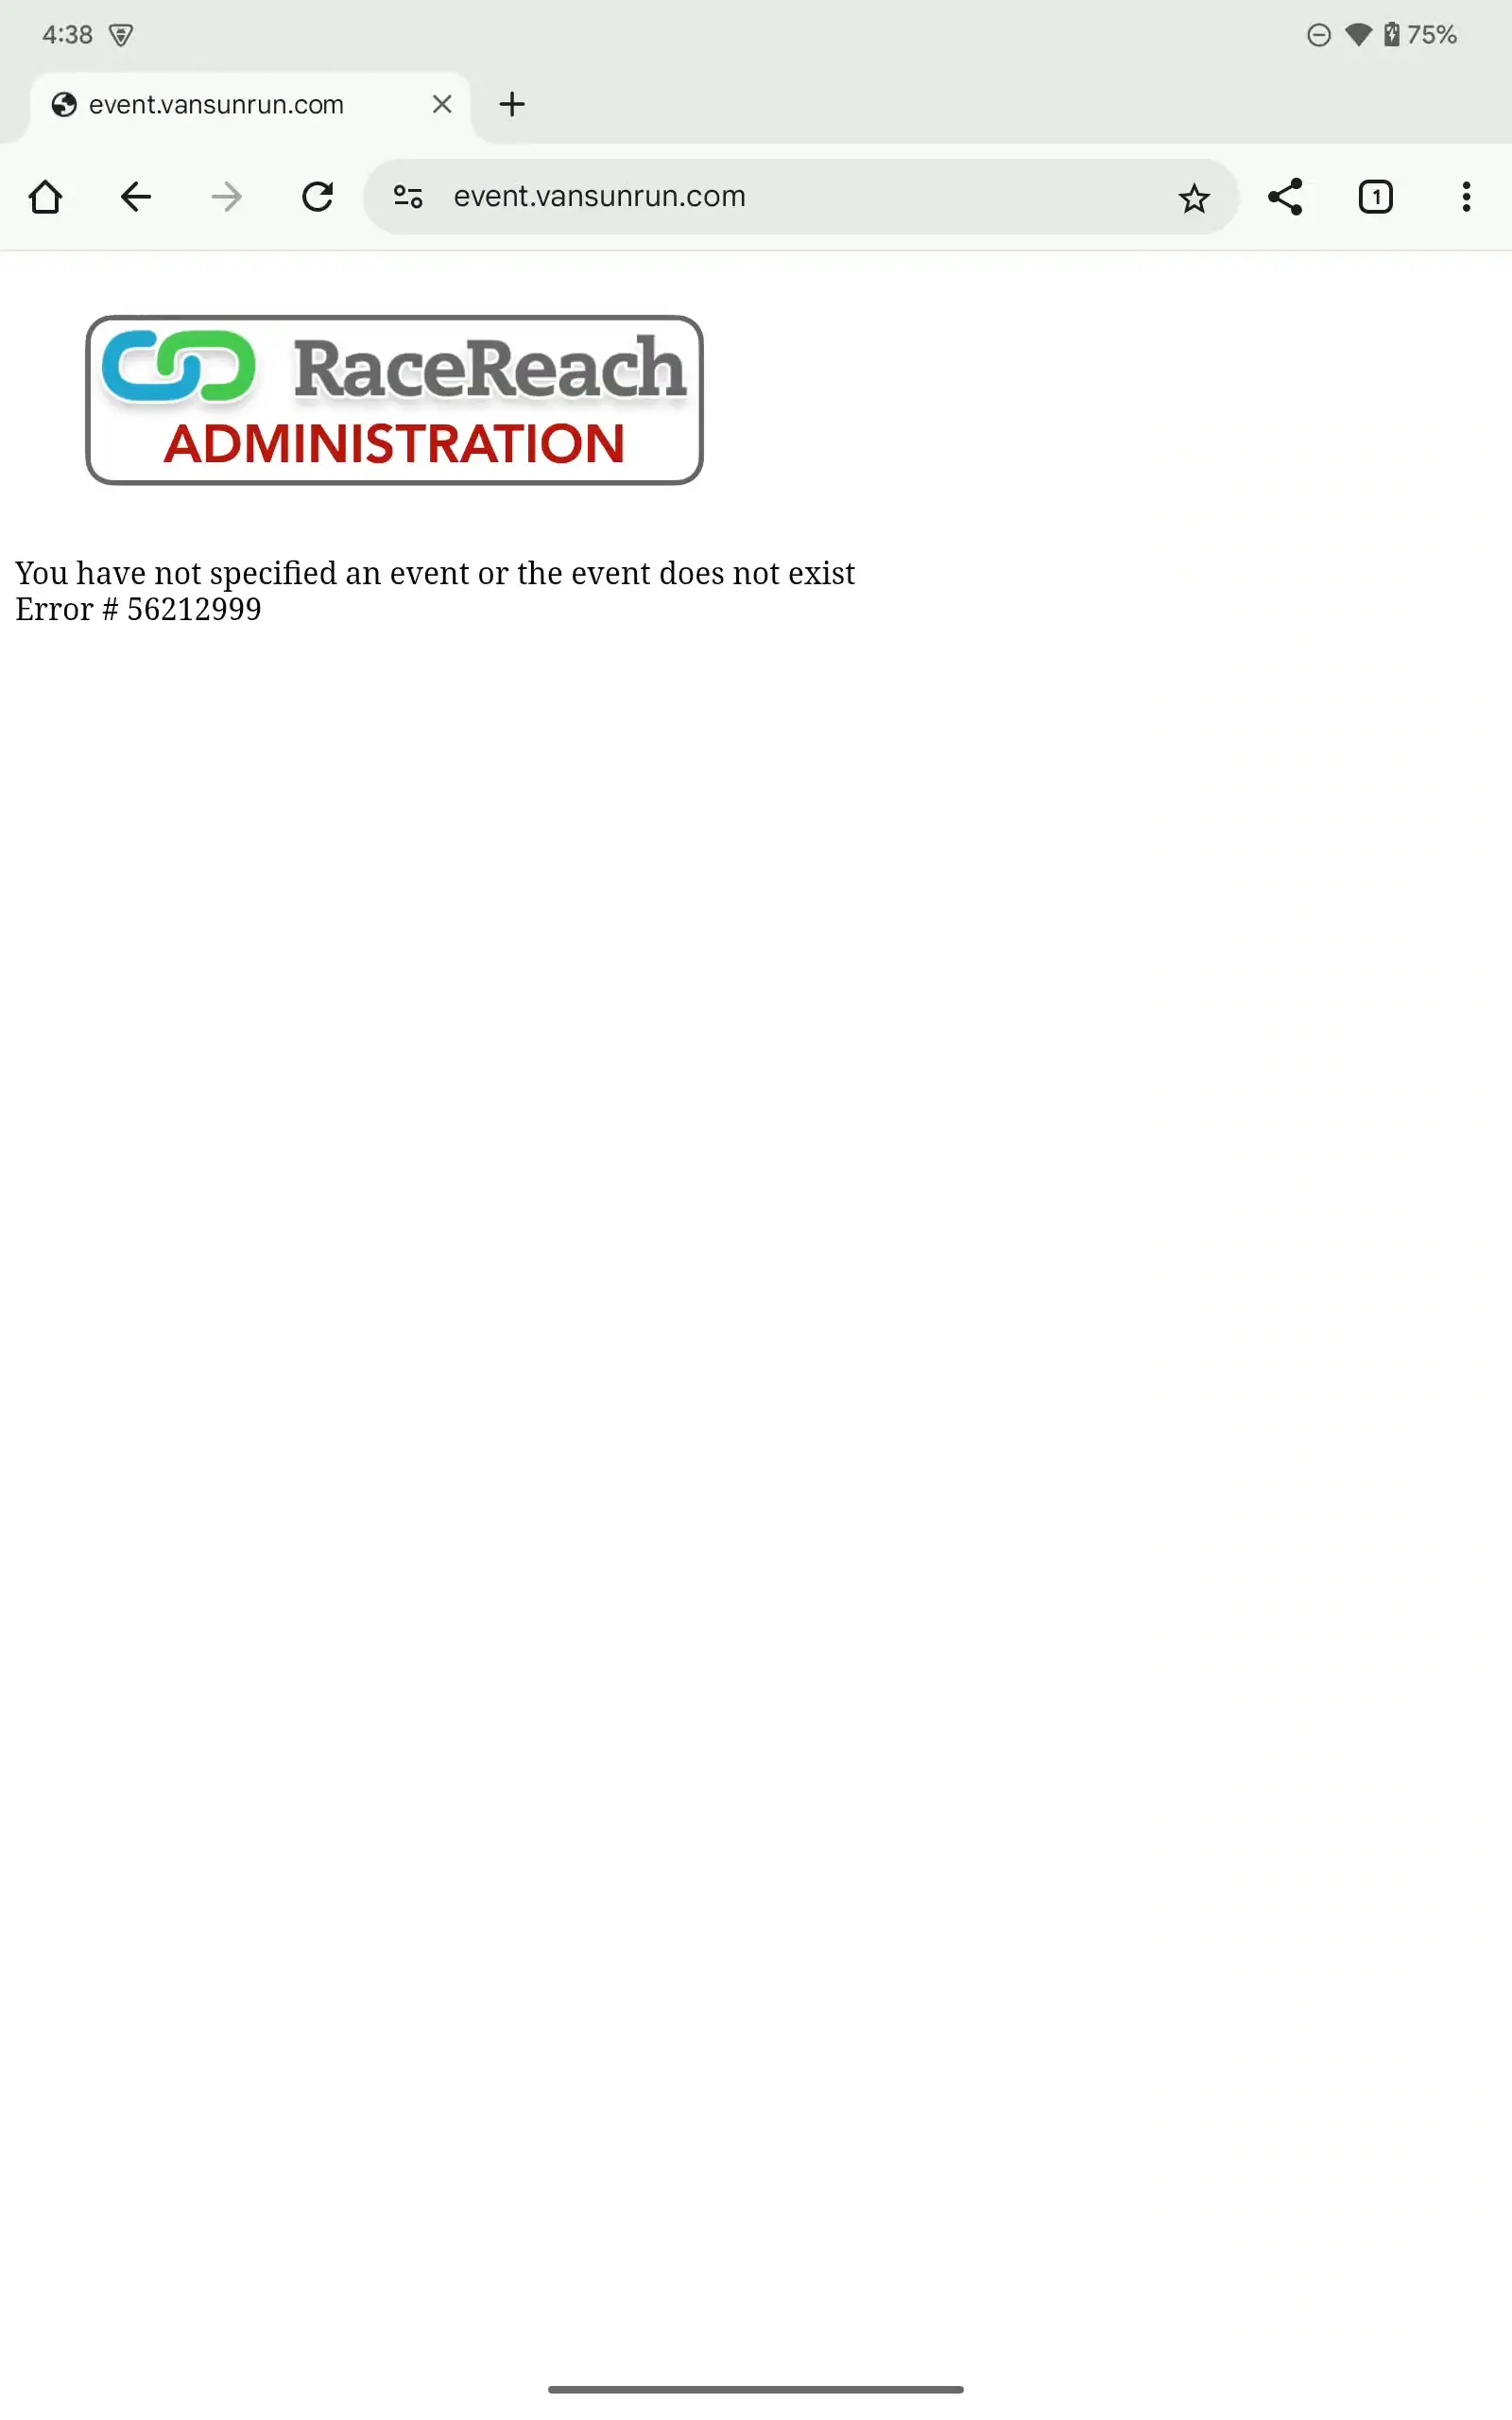 4:38
75%
event.vansunrun.com
event.vansunrun.com
1
RaceReach
ADMINISTRATION
You have not specified an event or the event does not exist
Error # 56212999